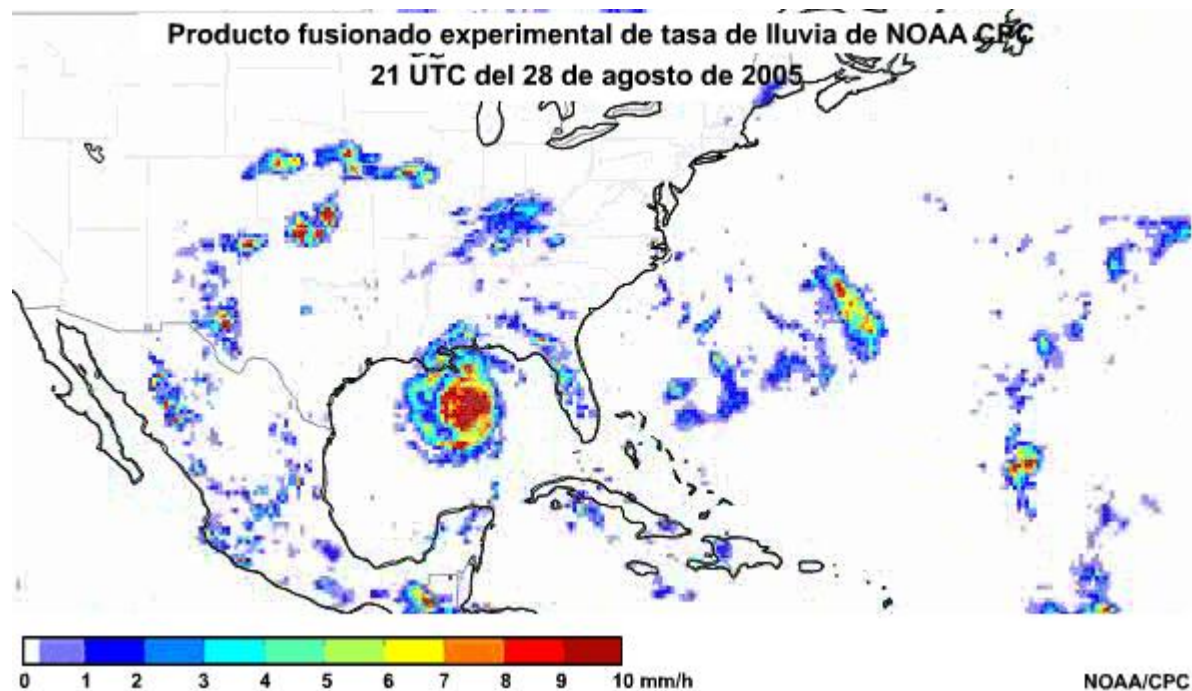 Producto fusionado experimental de tasa de lluvia de NOAA CPC
21 UTC del 28 de agosto de 2005
0 1 2 3 4 5 6 7 8 9 10 mm/h
NOAA/CPC